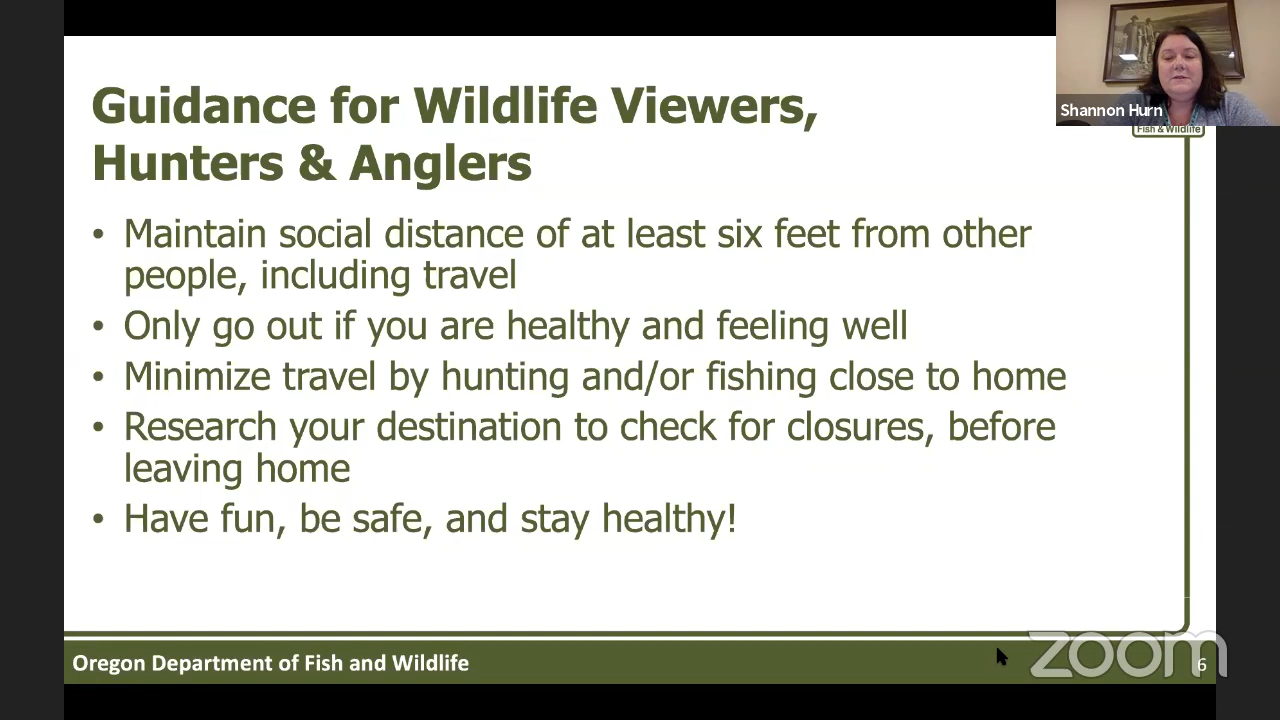 Shannon Hurn
Fish & Wildlife
Guidance for Wildlife Viewers,
Hunters & Anglers
• Maintain social distance of at least six feet from other
people, including travel
• Only go out if you are healthy and feeling well
• Minimize travel by hunting and/or fishing close to home
• Research your destination to check for closures, before
leaving home
• Have fun, be safe, and stay healthy!
Oregon Department of Fish and Wildlife
zoom
6